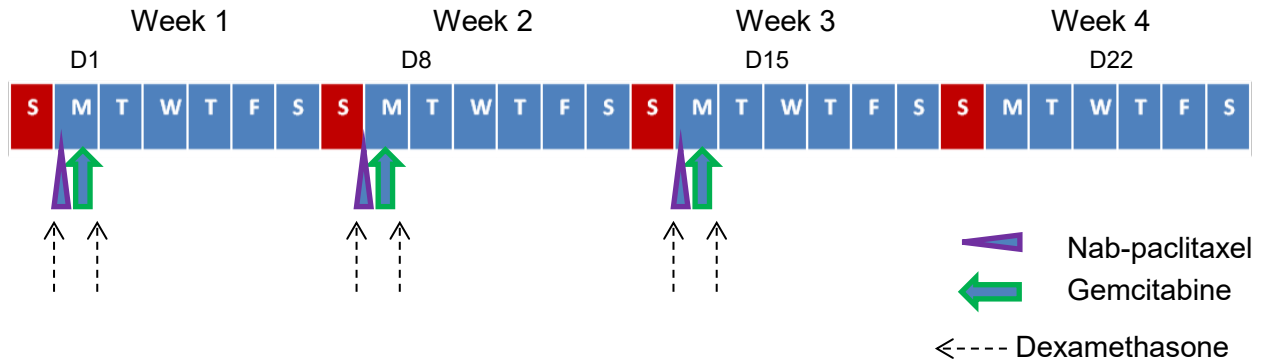 Week 1 Week 2 Week 3 Week 4
D1 D8 D15 D22
S M T W T F S S M T W T F S S M T W T F S S M T W T F S
Nab-paclitaxel
Gemcitabine
Dexamethasone